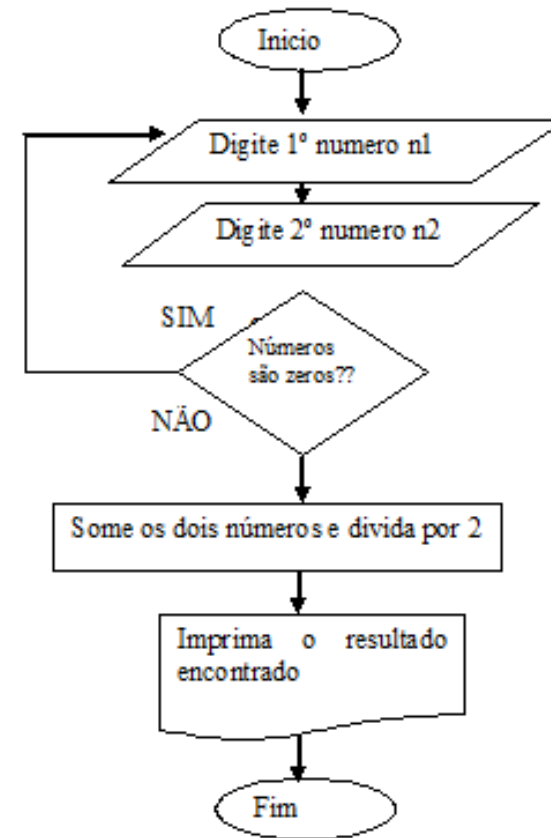 Inicio
Digite 1º numero n1
Digite 2º numero n2
SIM
Números
são zeros??
NÃO
Some os dois números e divida por 2
Imprima o resultado
encontrado
Fim